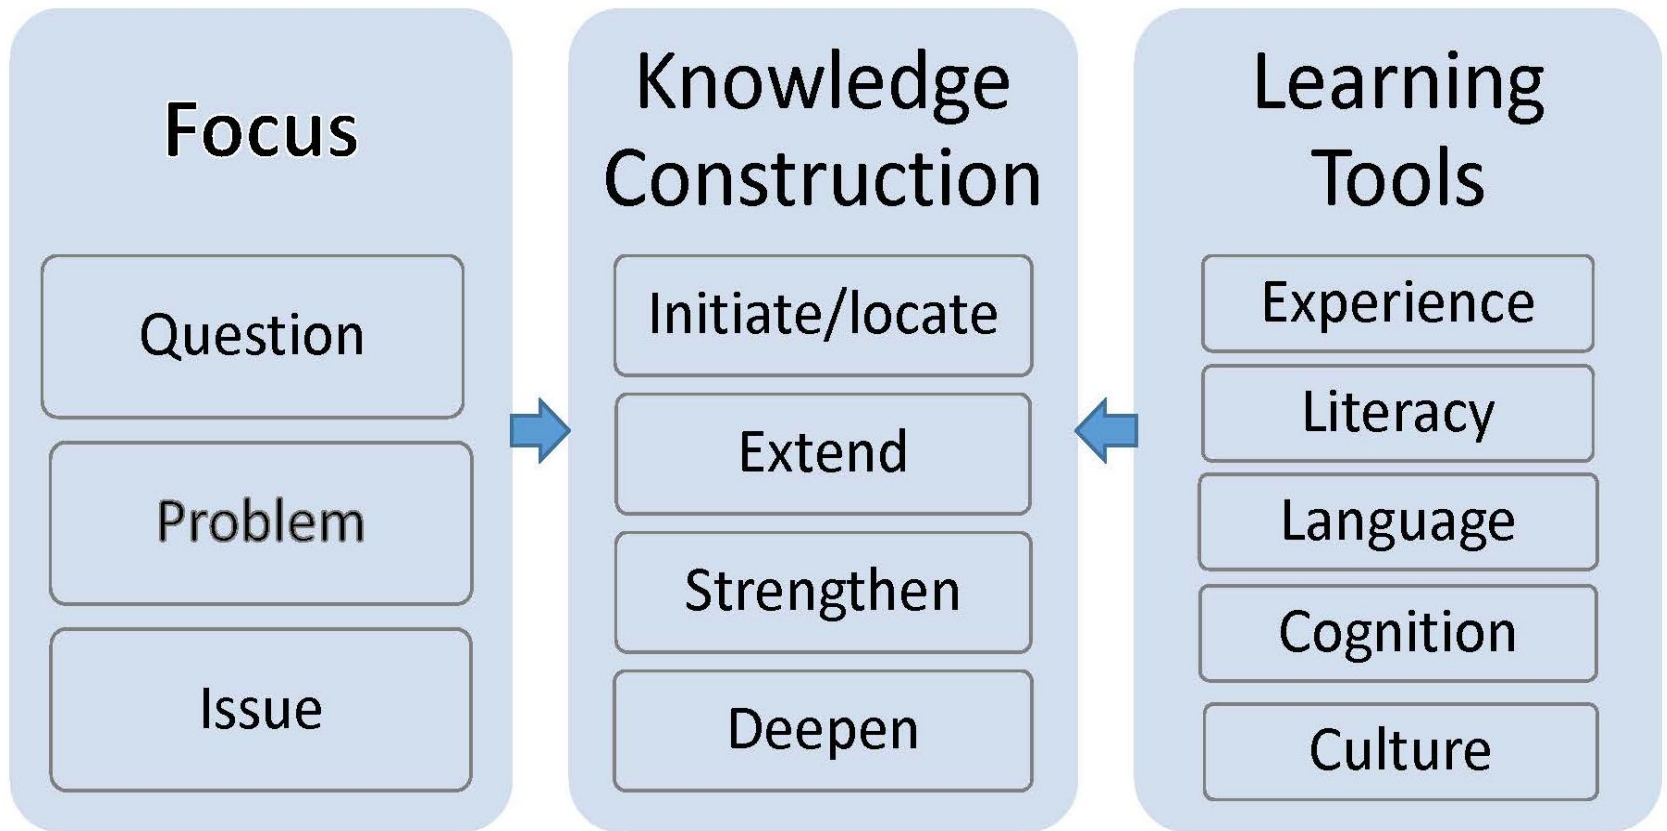 Focus
Question
Problem
Issue
Knowledge
Construction
Initiate/locate
Extend
Strengthen
Deepen
Learning
Tools
Experience
Literacy
Language
Cognition
Culture